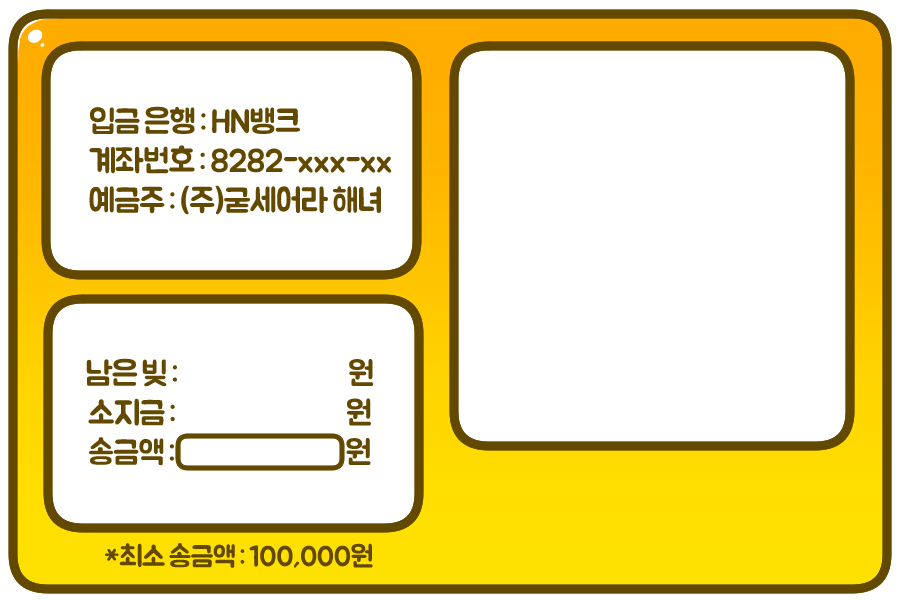 입금 은행 : HN뱅크
계좌번호 : 8282-xxx-xx
예금주 : (주)굳세어라 해녀
남은 빚 : 원
소지금 : 원
송금액 : 원
*최소 송금액 : 100,000원